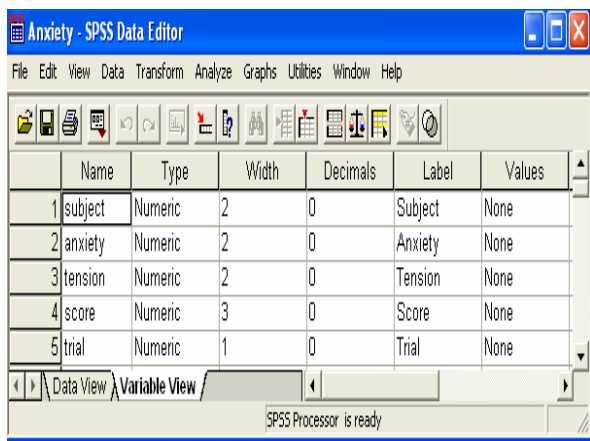 Anxiety - SPSS Data Editor
File Edit View Data Transform Analyze Graphs Utilities Window Help
Name Type Width Decimals Label Values
1 subject Numeric 2 0 Subject None
2 anxiety Numeric 2 0 Anxiety None
3 tension Numeric 2 0 Tension None
4 score Numeric 3 0 Score None
5 trial Numeric 1 0 Trial None
Data View Variable View
SPSS Processor is ready